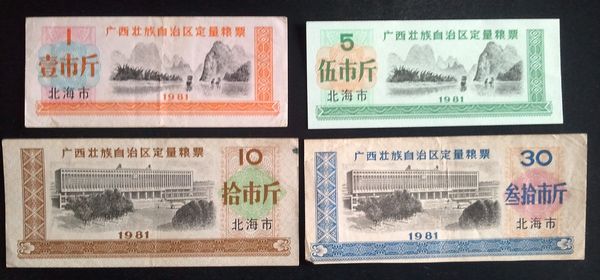 1
广西壮族自治区定量粮票
壹市斤
北海市
1981
5
广西壮族自治区定量粮票
伍市斤
北海市
1981
广西壮族自治区定量粮票
10
拾市斤
北海市
1981
广西壮族自治区定量粮票
30
叁拾市斤
北海市
1981